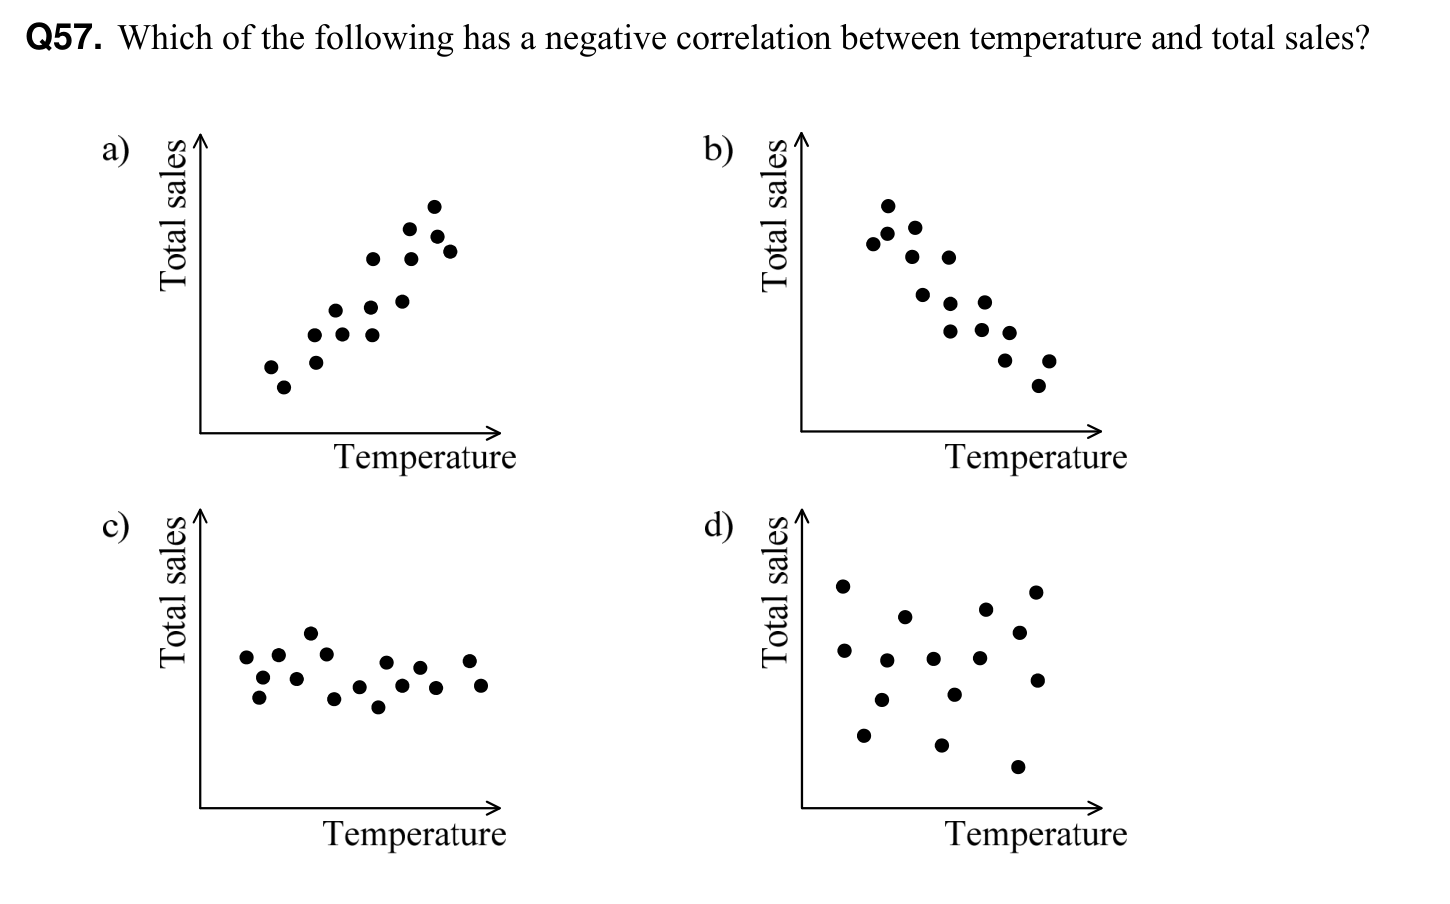 Q57. Which of the following has a negative correlation between temperature and total sales?
a)
Total sales
Temperature
b)
Total sales
Temperature
c)
Total sales
Temperature
d)
Total sales
Temperature